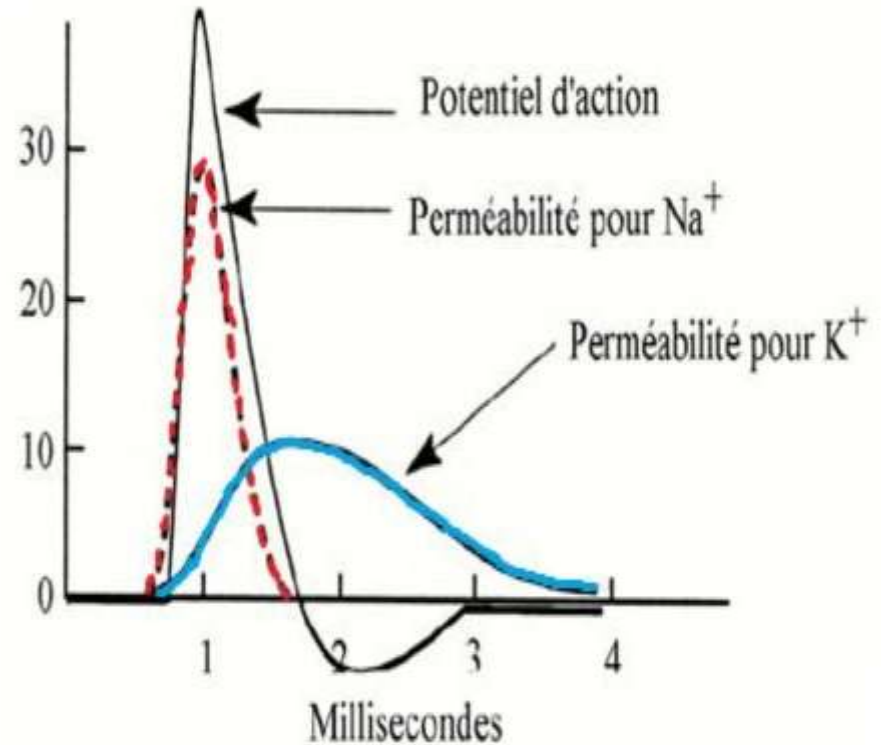 Potentiel d'action
30
Perméabilité pour Na⁺
20
Perméabilité pour K⁺
10
0
1 2 3 4
Millisecondes